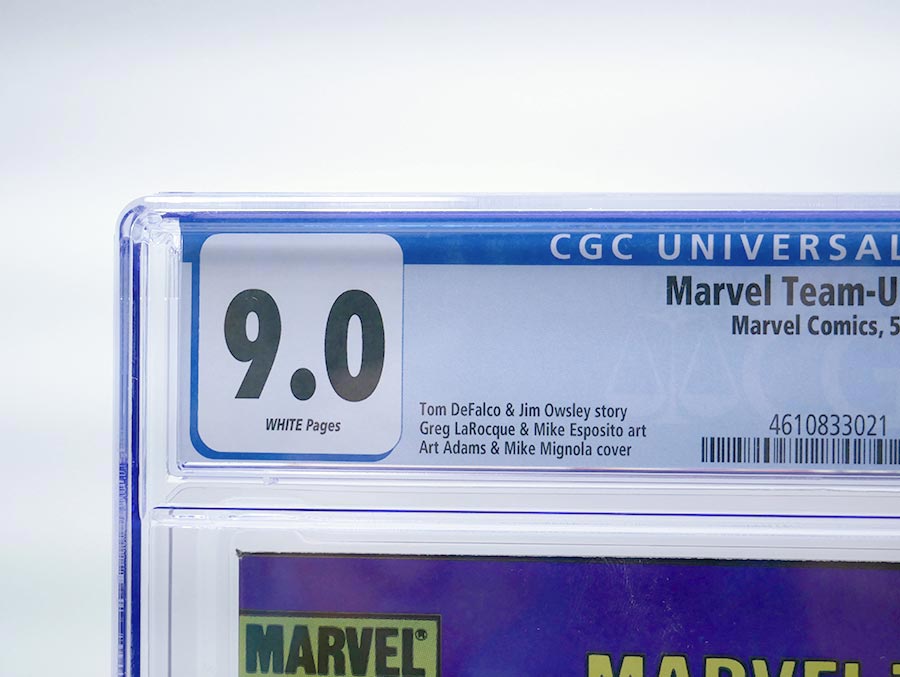 CGC UNIVERSAL
9.0
WHITE Pages
Marvel Team-U
Marvel Comics, 5
Tom DeFalco & Jim Owsley story
Greg LaRocque & Mike Esposito art
Art Adams & Mike Mignola cover
4610833021
MARVEL®
MARVEL